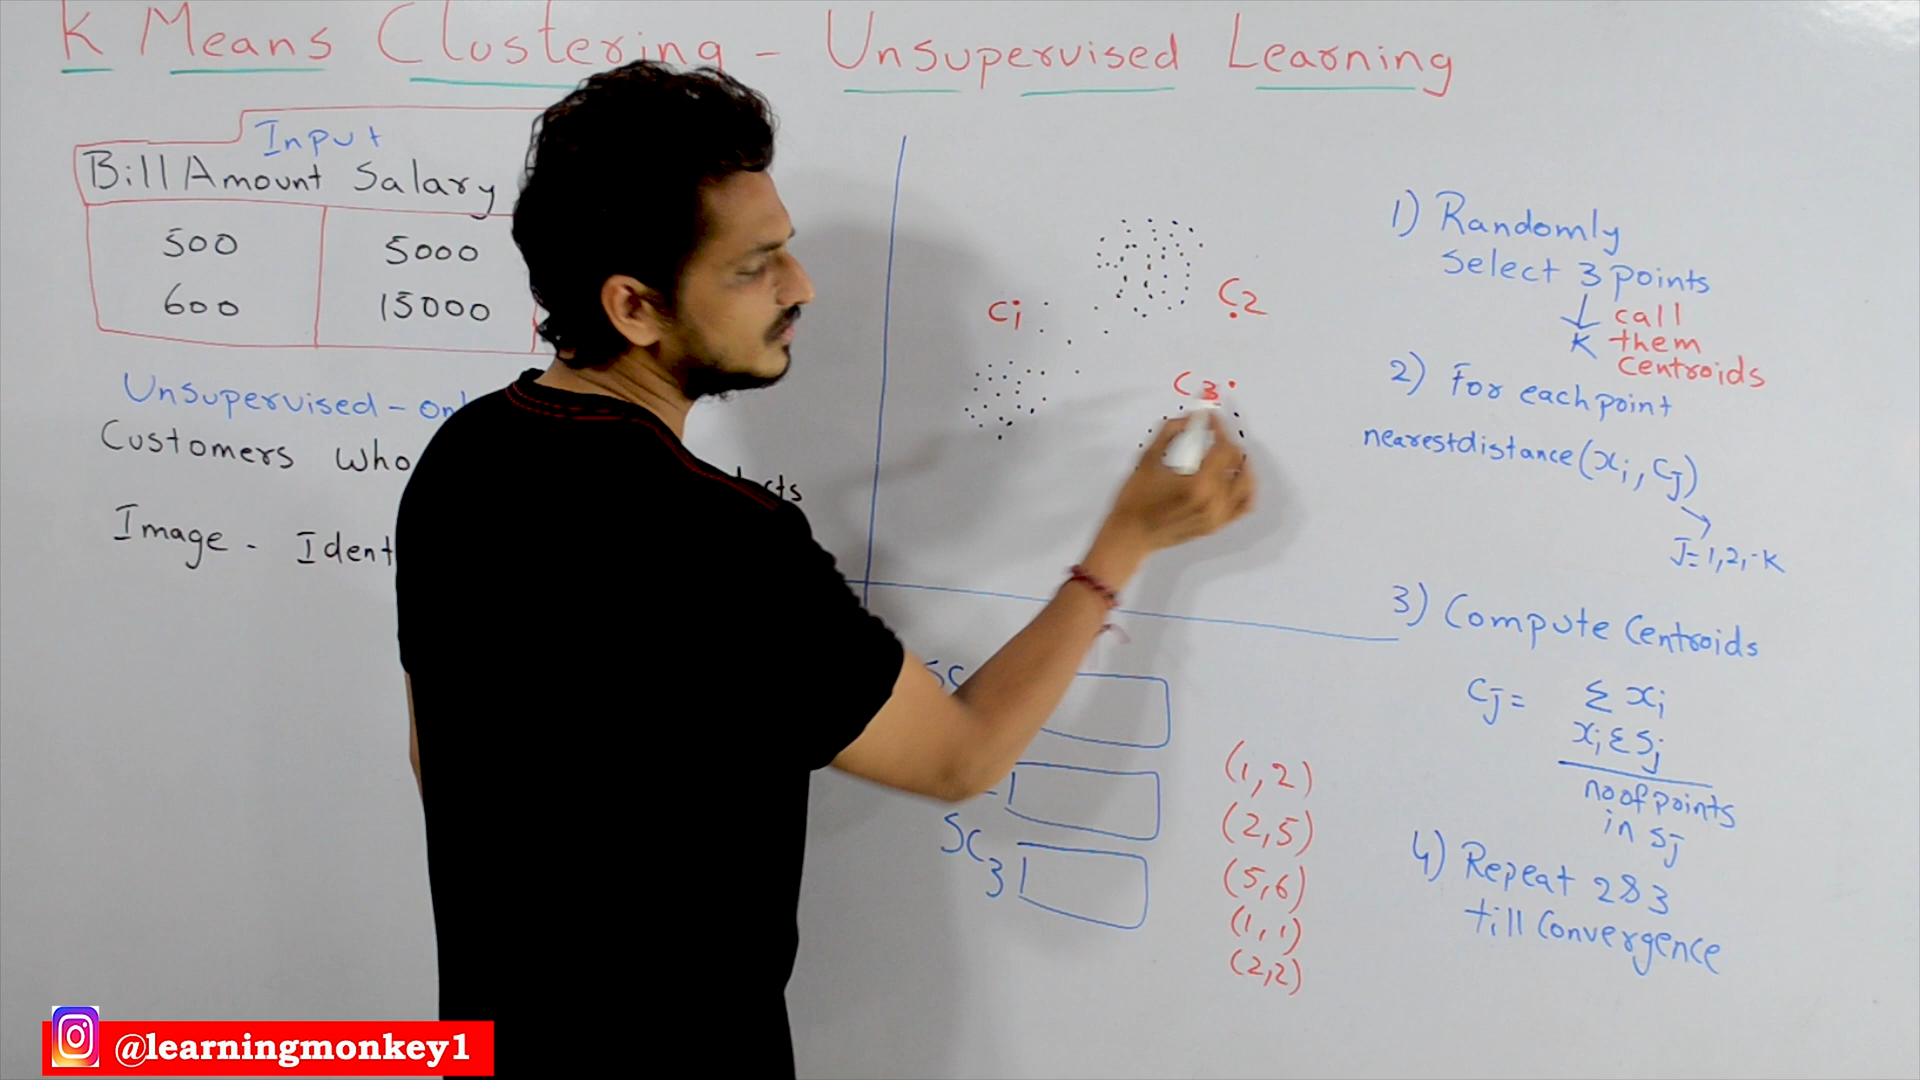 K Means Clustering - Unsupervised Learning
Input
Bill Amount Salary
500 5000
600 15000
Unsupervised - on
Customers who cts
Image - Ident
C1
C2
C3
1) Randomly
Select 3 points
K
call
them
centroids
2) For each point
nearest distance (xi, Cj)
J=1,2,-K
3) Compute Centroids
Cj = Σ xi
xi Σ Sj
no of points
in Sj
4) Repeat 2&3
till convergence
SC
SC3
(1,2)
(2,5)
(5,6)
(1,1)
(2,2)
@learningmonkey1